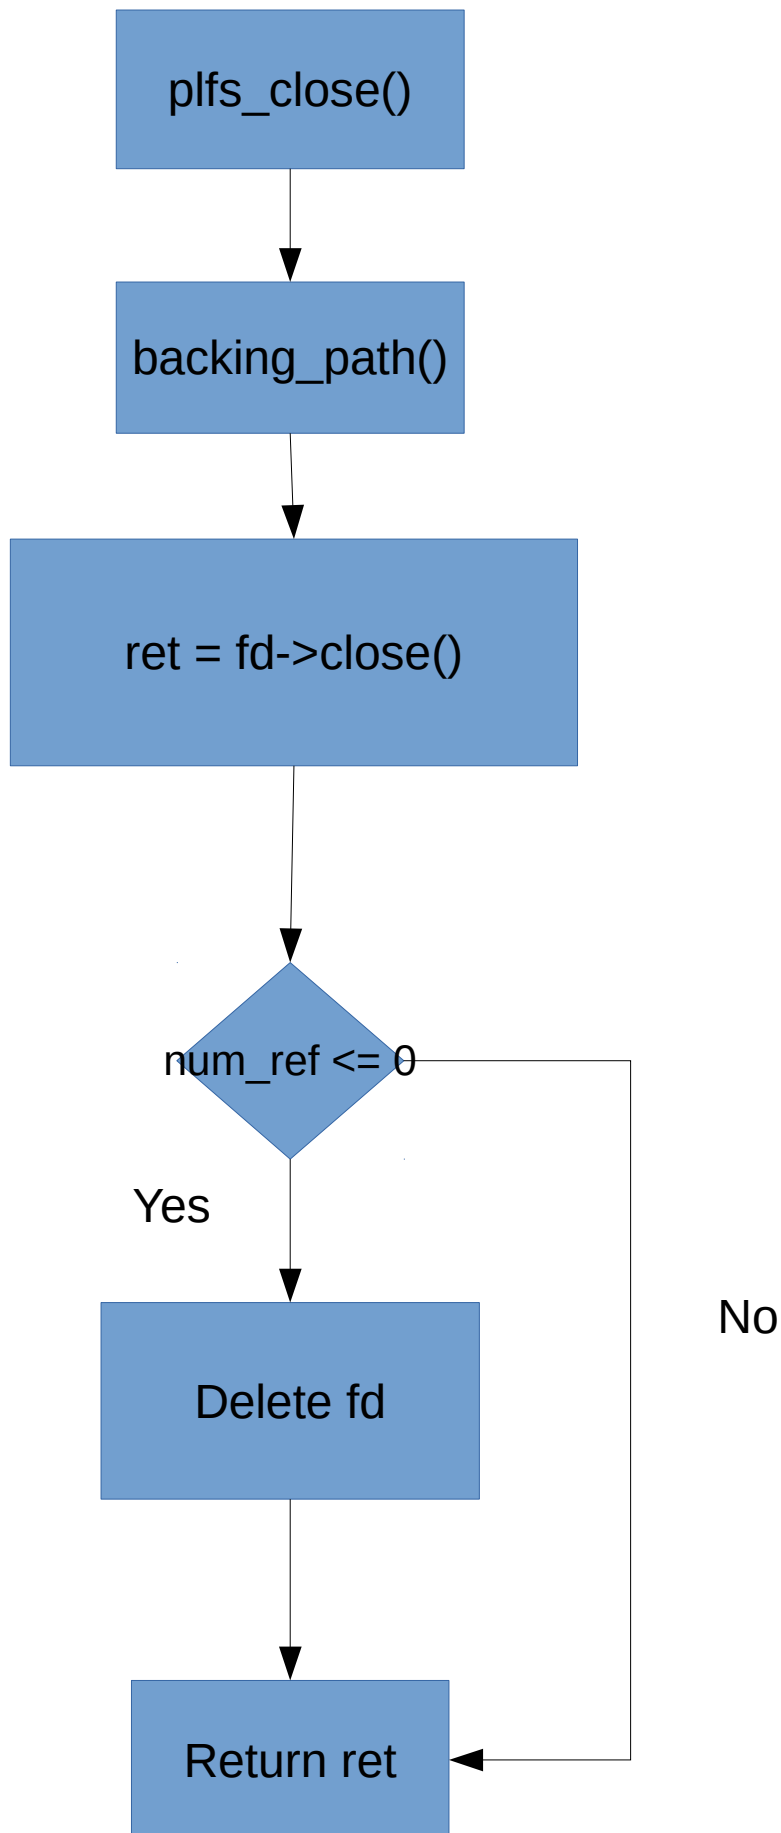 plfs_close()
backing_path()
ret = fd->close()
num_ref <= 0
Yes
No
Delete fd
Return ret